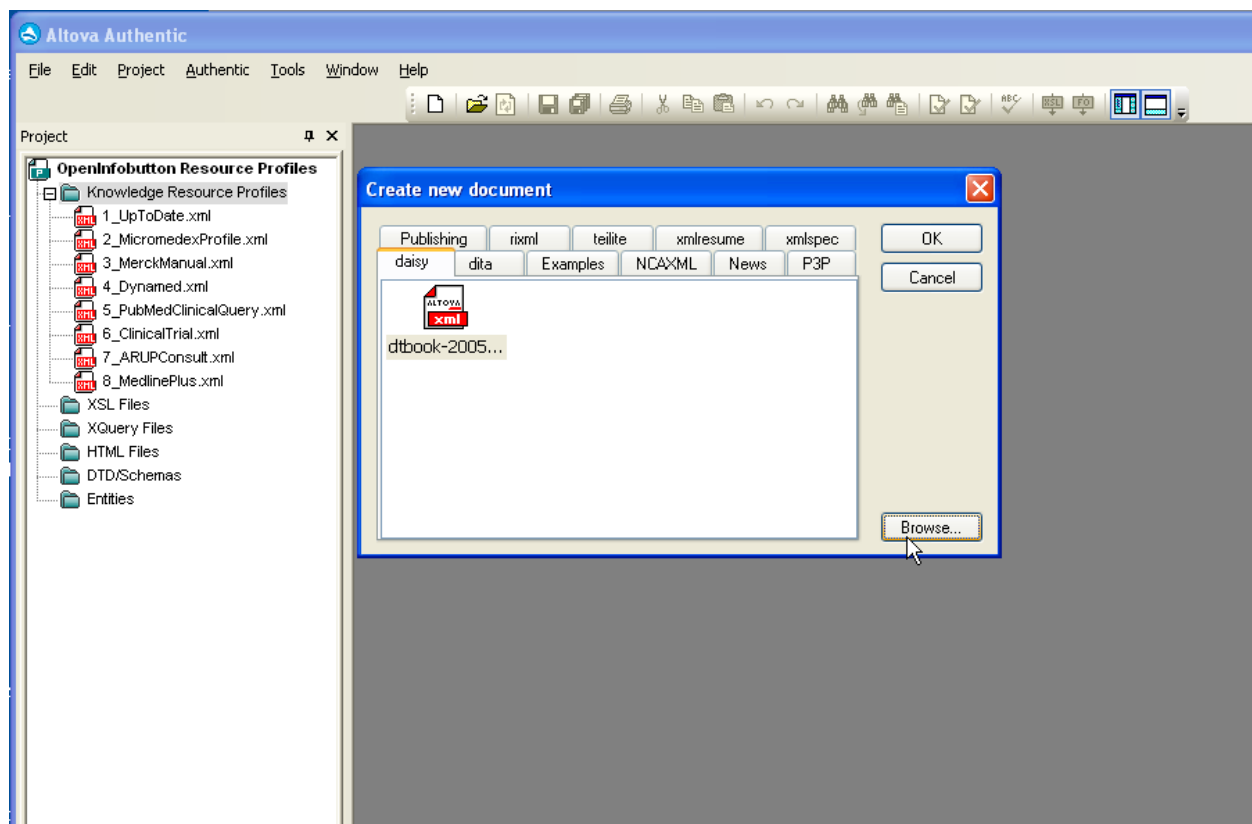 Altova Authentic
File Edit Project Authentic Tools Window Help
ABC XSL FO
Project
OpenInfobutton Resource Profiles
Knowledge Resource Profiles
1_UpToDate.xml
2_MicromedexProfile.xml
3_MerckManual.xml
4_Dynamed.xml
5_PubMedClinicalQuery.xml
6_ClinicalTrial.xml
7_ARUPConsult.xml
8_MedlinePlus.xml
XSL Files
XQuery Files
HTML Files
DTD/Schemas
Entities
Create new document
Publishing rixml teilite xmlresume xmlspec
daisy dita Examples NCAXML News P3P
ALTOVA
xml
dtbook-2005...
OK
Cancel
Browse...